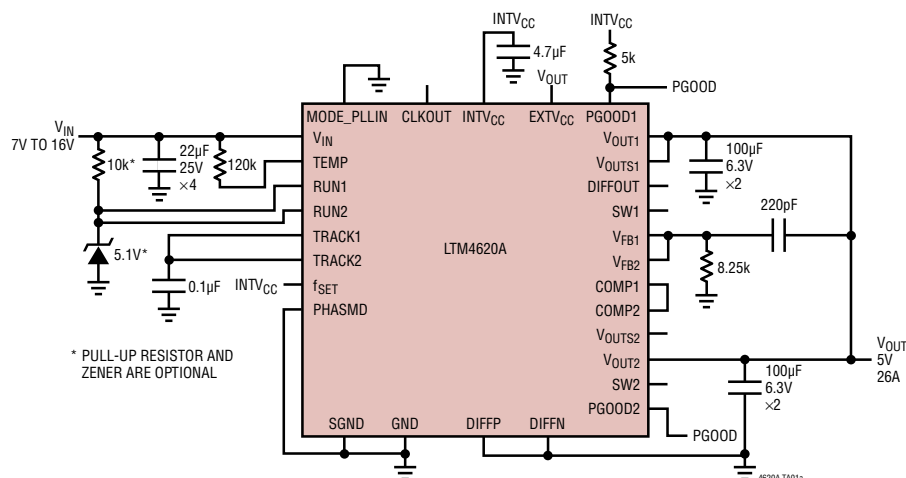 INTVCC
INTVCC
4.7µF
5k
VOUT
PGOOD
MODE_PLLIN CLKOUT INTVCC EXTVCC PGOOD1
VIN
7V TO 16V
10k*
22µF
25V
×4
120k
VIN
TEMP
RUN1
RUN2
TRACK1
TRACK2
fSET
PHASMD
5.1V*
0.1µF
INTVCC
* PULL-UP RESISTOR AND
ZENER ARE OPTIONAL
LTM4620A
VOUT1
VOUTS1
DIFFOUT
SW1
VFB1
VFB2
COMP1
COMP2
VOUTS2
VOUT2
SW2
PGOOD2
100µF
6.3V
×2
220pF
8.25k
VOUT
5V
26A
100µF
6.3V
×2
PGOOD
SGND GND DIFFP DIFFN
4620A TA01a